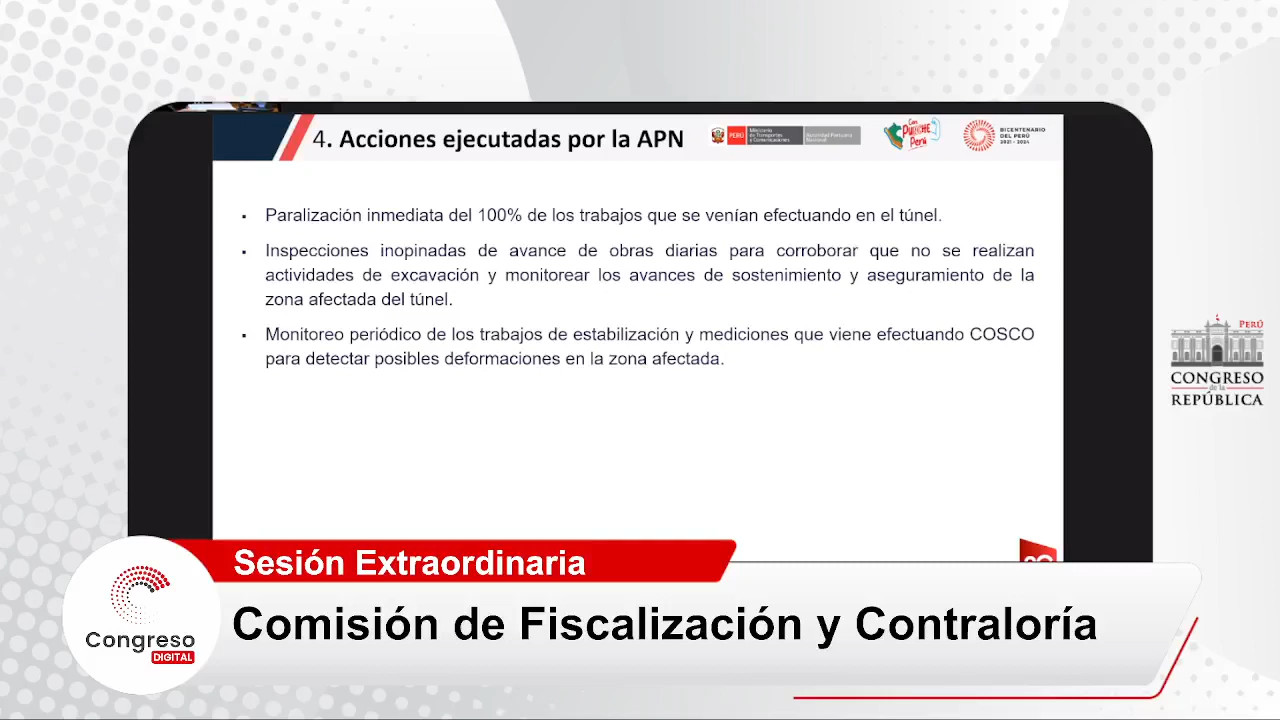 4. Acciones ejecutadas por la APN
PERÚ
Ministerio
de Transportes
y Comunicaciones
Autoridad Portuaria
Nacional
Con
PUNCHE
Perú
BICENTENARIO
DEL PERÚ
2021 - 2024
▪ Paralización inmediata del 100% de los trabajos que se venían efectuando en el túnel.
▪ Inspecciones inopinadas de avance de obras diarias para corroborar que no se realizan
actividades de excavación y monitorear los avances de sostenimiento y aseguramiento de la
zona afectada del túnel.
▪ Monitoreo periódico de los trabajos de estabilización y mediciones que viene efectuando COSCO
para detectar posibles deformaciones en la zona afectada.
PERÚ
CONGRESO
de la
REPÚBLICA
Sesión Extraordinaria
Comisión de Fiscalización y Contraloría
Congreso
DIGITAL